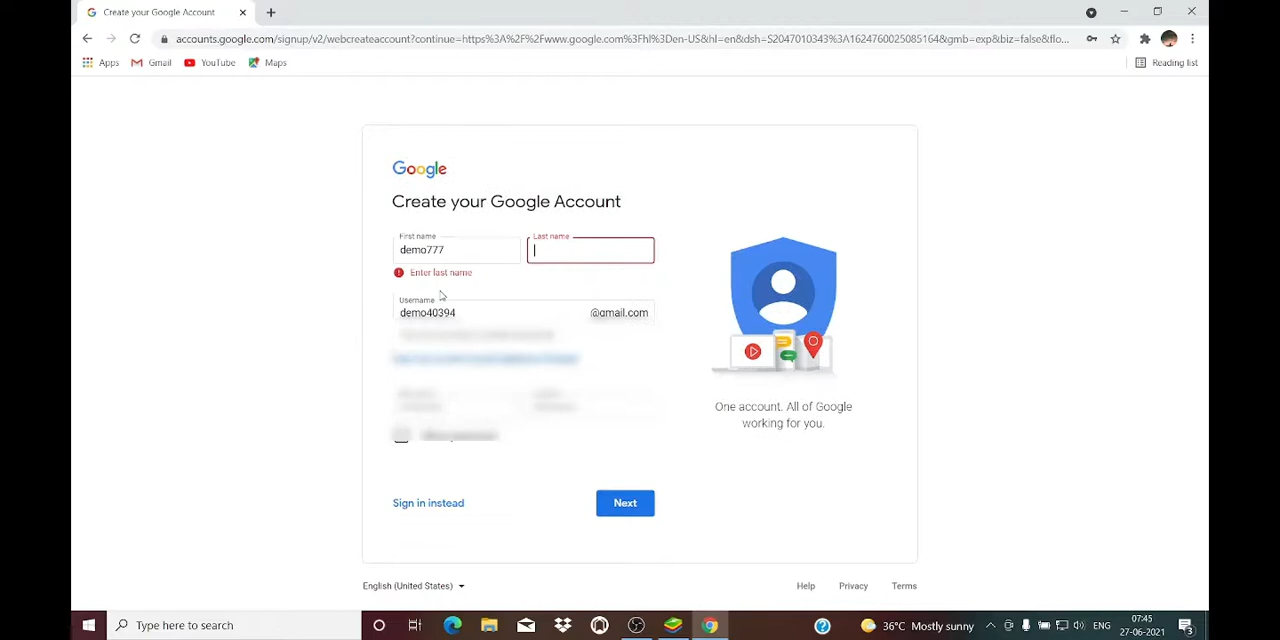 Create your Google Account
accounts.google.com/signup/v2/webcreateaccount?continue=https%3A%2F%2Fwww.google.com%3Fhl%3Den-US&hl=en&dsh=S2047010343%3A1624760025085164&gmb=exp&biz=false&flo...
Apps Gmail YouTube Maps Reading list
Google
Create your Google Account
First name Last name
demo777
Enter last name
Username
demo40394 @gmail.com
One account. All of Google
working for you.
Sign in instead Next
English (United States) Help Privacy Terms
Type here to search 36°C Mostly sunny ENG 07:45
27-06-2021 3